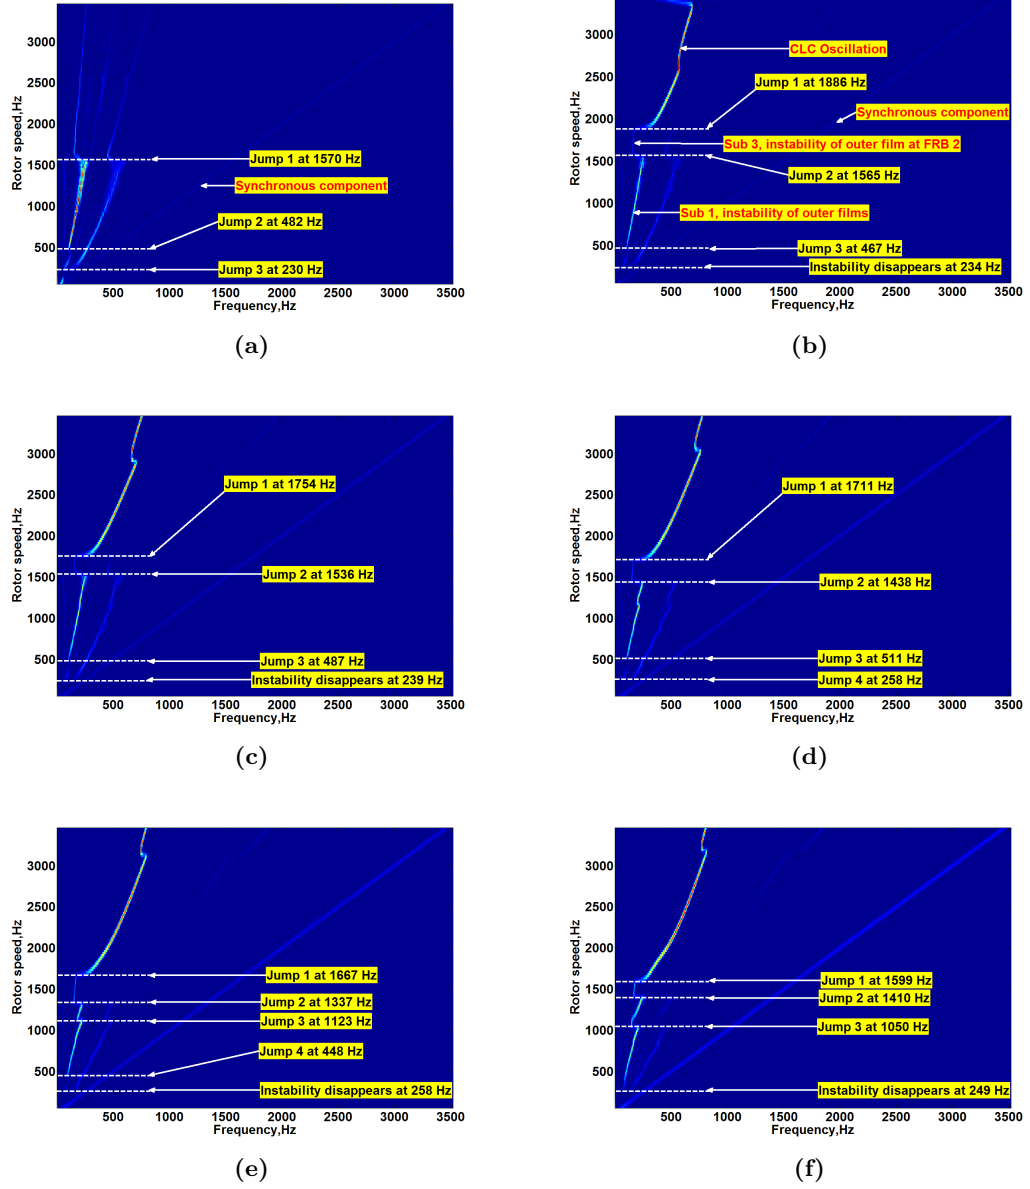 Rotor speed,Hz
3000
2500
2000
1500
1000
500
Jump 1 at 1570 Hz
Synchronous component
Jump 2 at 482 Hz
Jump 3 at 230 Hz
500 1000 1500 2000 2500 3000 3500
Frequency,Hz
(a)
Rotor speed,Hz
3000
2500
2000
1500
1000
500
CLC Oscillation
Jump 1 at 1886 Hz
Synchronous component
Sub 3, instability of outer film at FRB 2
Jump 2 at 1565 Hz
Sub 1, instability of outer films
Jump 3 at 467 Hz
Instability disappears at 234 Hz
500 1000 1500 2000 2500 3000 3500
Frequency,Hz
(b)
Rotor speed,Hz
3000
2500
2000
1500
1000
500
Jump 1 at 1754 Hz
Jump 2 at 1536 Hz
Jump 3 at 487 Hz
Instability disappears at 239 Hz
500 1000 1500 2000 2500 3000 3500
Frequency,Hz
(c)
Rotor speed,Hz
3000
2500
2000
1500
1000
500
Jump 1 at 1711 Hz
Jump 2 at 1438 Hz
Jump 3 at 511 Hz
Jump 4 at 258 Hz
500 1000 1500 2000 2500 3000 3500
Frequency,Hz
(d)
Rotor speed,Hz
3000
2500
2000
1500
1000
500
Jump 1 at 1667 Hz
Jump 2 at 1337 Hz
Jump 3 at 1123 Hz
Jump 4 at 448 Hz
Instability disappears at 258 Hz
500 1000 1500 2000 2500 3000 3500
Frequency,Hz
(e)
Rotor speed,Hz
3000
2500
2000
1500
1000
500
Jump 1 at 1599 Hz
Jump 2 at 1410 Hz
Jump 3 at 1050 Hz
Instability disappears at 249 Hz
500 1000 1500 2000 2500 3000 3500
Frequency,Hz
(f)